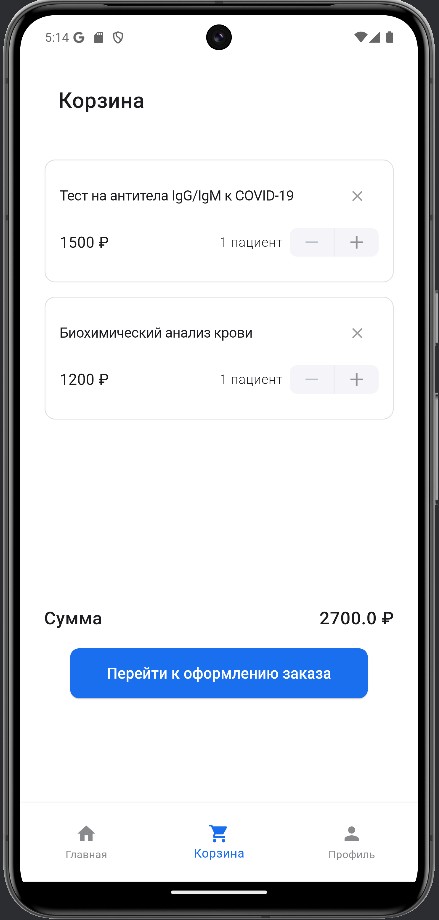 5:14 G
Корзина
Тест на антитела IgG/IgM к COVID-19
1500 ₽
1 пациент
Биохимический анализ крови
1200 ₽
1 пациент
Сумма 2700.0 ₽
Перейти к оформлению заказа
Главная Корзина Профиль